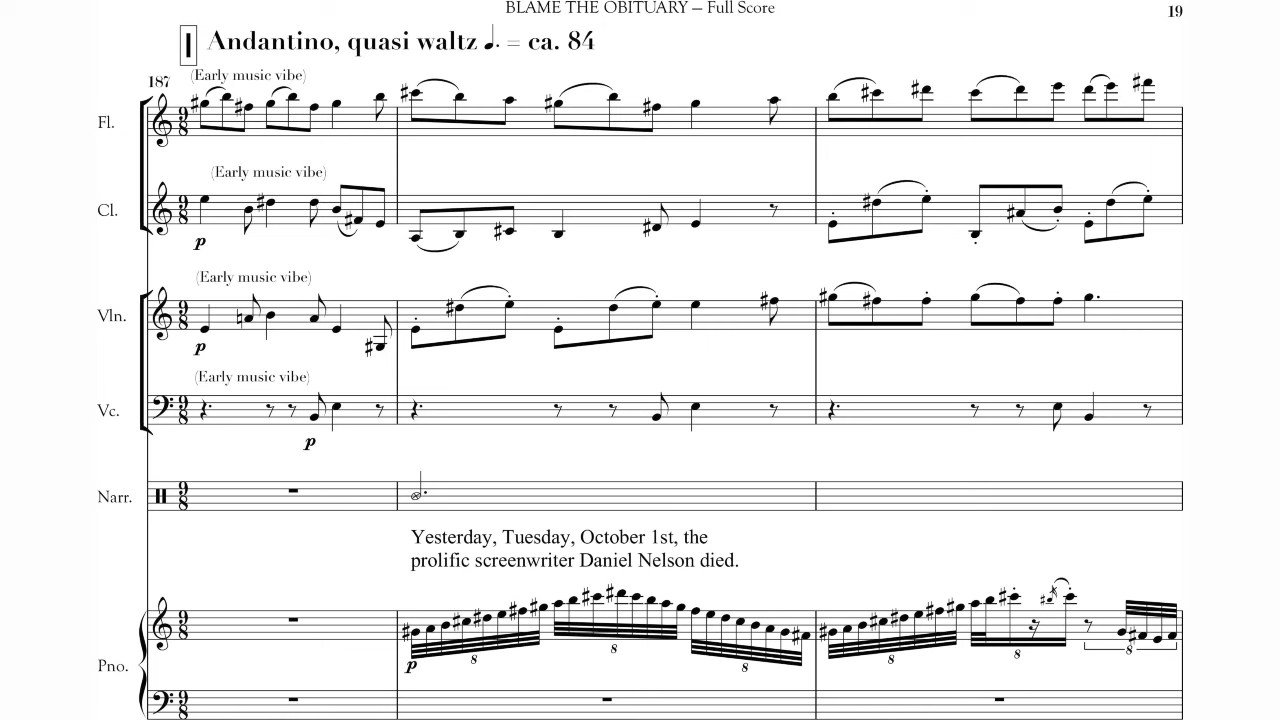 BLAME THE OBITUARY – Full Score
19
I Andantino, quasi waltz ♩. = ca. 84
187
(Early music vibe)
Fl.
(Early music vibe)
Cl.
p
(Early music vibe)
Vln.
p
(Early music vibe)
Vc.
p
Narr.
Yesterday, Tuesday, October 1st, the
prolific screenwriter Daniel Nelson died.
Pno.
p
8 8 8 8 8 8